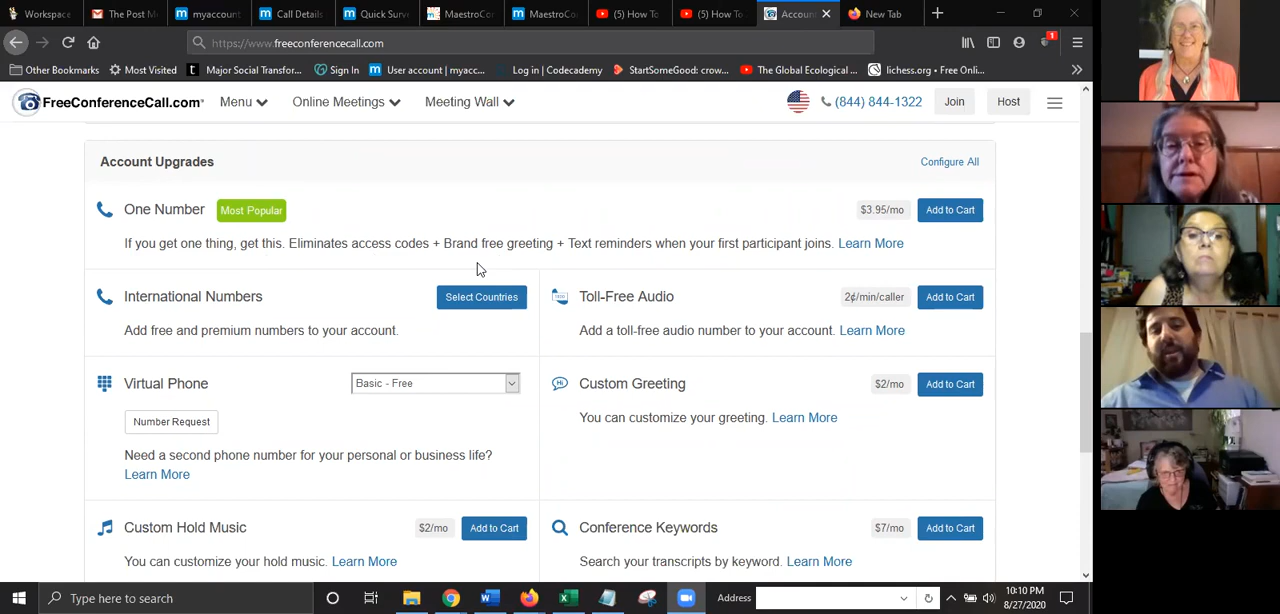 Workspace
The Post M
myaccount
Call Details
Quick Surv
MaestroCon
MaestroCo
(5) How To
(5) How To
Accoun
New Tab
https://www.freeconferencecall.com
1
Other Bookmarks
Most Visited
Major Social Transfor...
Sign In
User account | myacc...
Log in | Codecademy
StartSomeGood: crow...
The Global Ecological ...
lichess.org • Free Onli...
FreeConferenceCall.com
Menu
Online Meetings
Meeting Wall
(844) 844-1322
Join
Host
Account Upgrades
Configure All
One Number
Most Popular
$3.95/mo
Add to Cart
If you get one thing, get this. Eliminates access codes + Brand free greeting + Text reminders when your first participant joins. Learn More
International Numbers
Select Countries
Add free and premium numbers to your account.
Toll-Free Audio
2¢/min/caller
Add to Cart
Add a toll-free audio number to your account. Learn More
Virtual Phone
Basic - Free
Number Request
Need a second phone number for your personal or business life?
Learn More
Custom Greeting
$2/mo
Add to Cart
You can customize your greeting. Learn More
Custom Hold Music
$2/mo
Add to Cart
You can customize your hold music. Learn More
Conference Keywords
$7/mo
Add to Cart
Search your transcripts by keyword. Learn More
Type here to search
Address
10:10 PM
8/27/2020